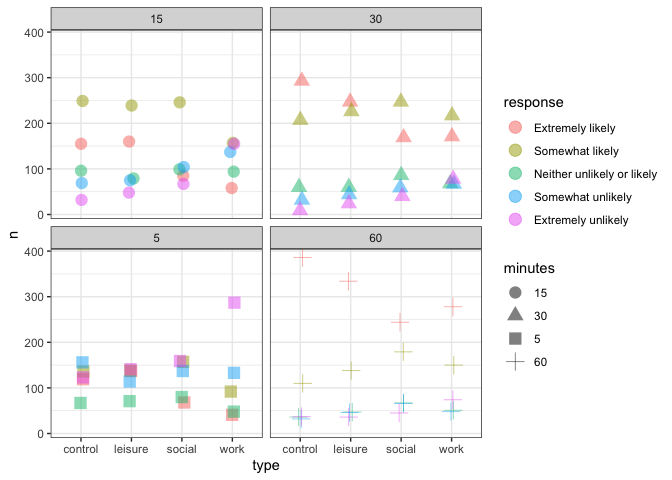 15
30
400
300
200
100
0
n
5
60
400
300
200
100
0
control
leisure
social
work
control
leisure
social
work
type
response
Extremely likely
Somewhat likely
Neither unlikely or likely
Somewhat unlikely
Extremely unlikely
minutes
15
30
5
60